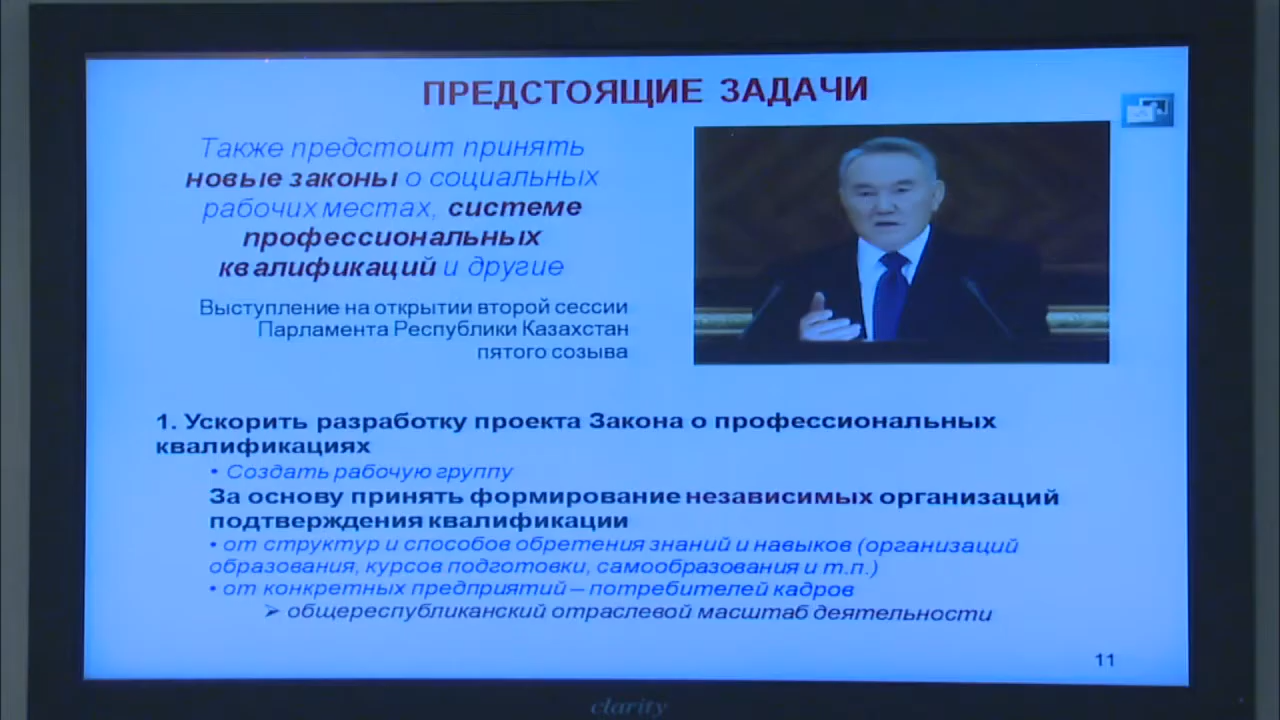 ПРЕДСТОЯЩИЕ ЗАДАЧИ
Также предстоит принять
новые законы о социальных
рабочих местах, системе
профессиональных
квалификаций и другие
Выступление на открытии второй сессии
Парламента Республики Казахстан
пятого созыва
1. Ускорить разработку проекта Закона о профессиональных
квалификациях
• Создать рабочую группу
За основу принять формирование независимых организаций
подтверждения квалификации
• от структур и способов обретения знаний и навыков (организаций
образования, курсов подготовки, самообразования и т.п.)
• от конкретных предприятий – потребителей кадров
➢ общереспубликанский отраслевой масштаб деятельности
11
clarity